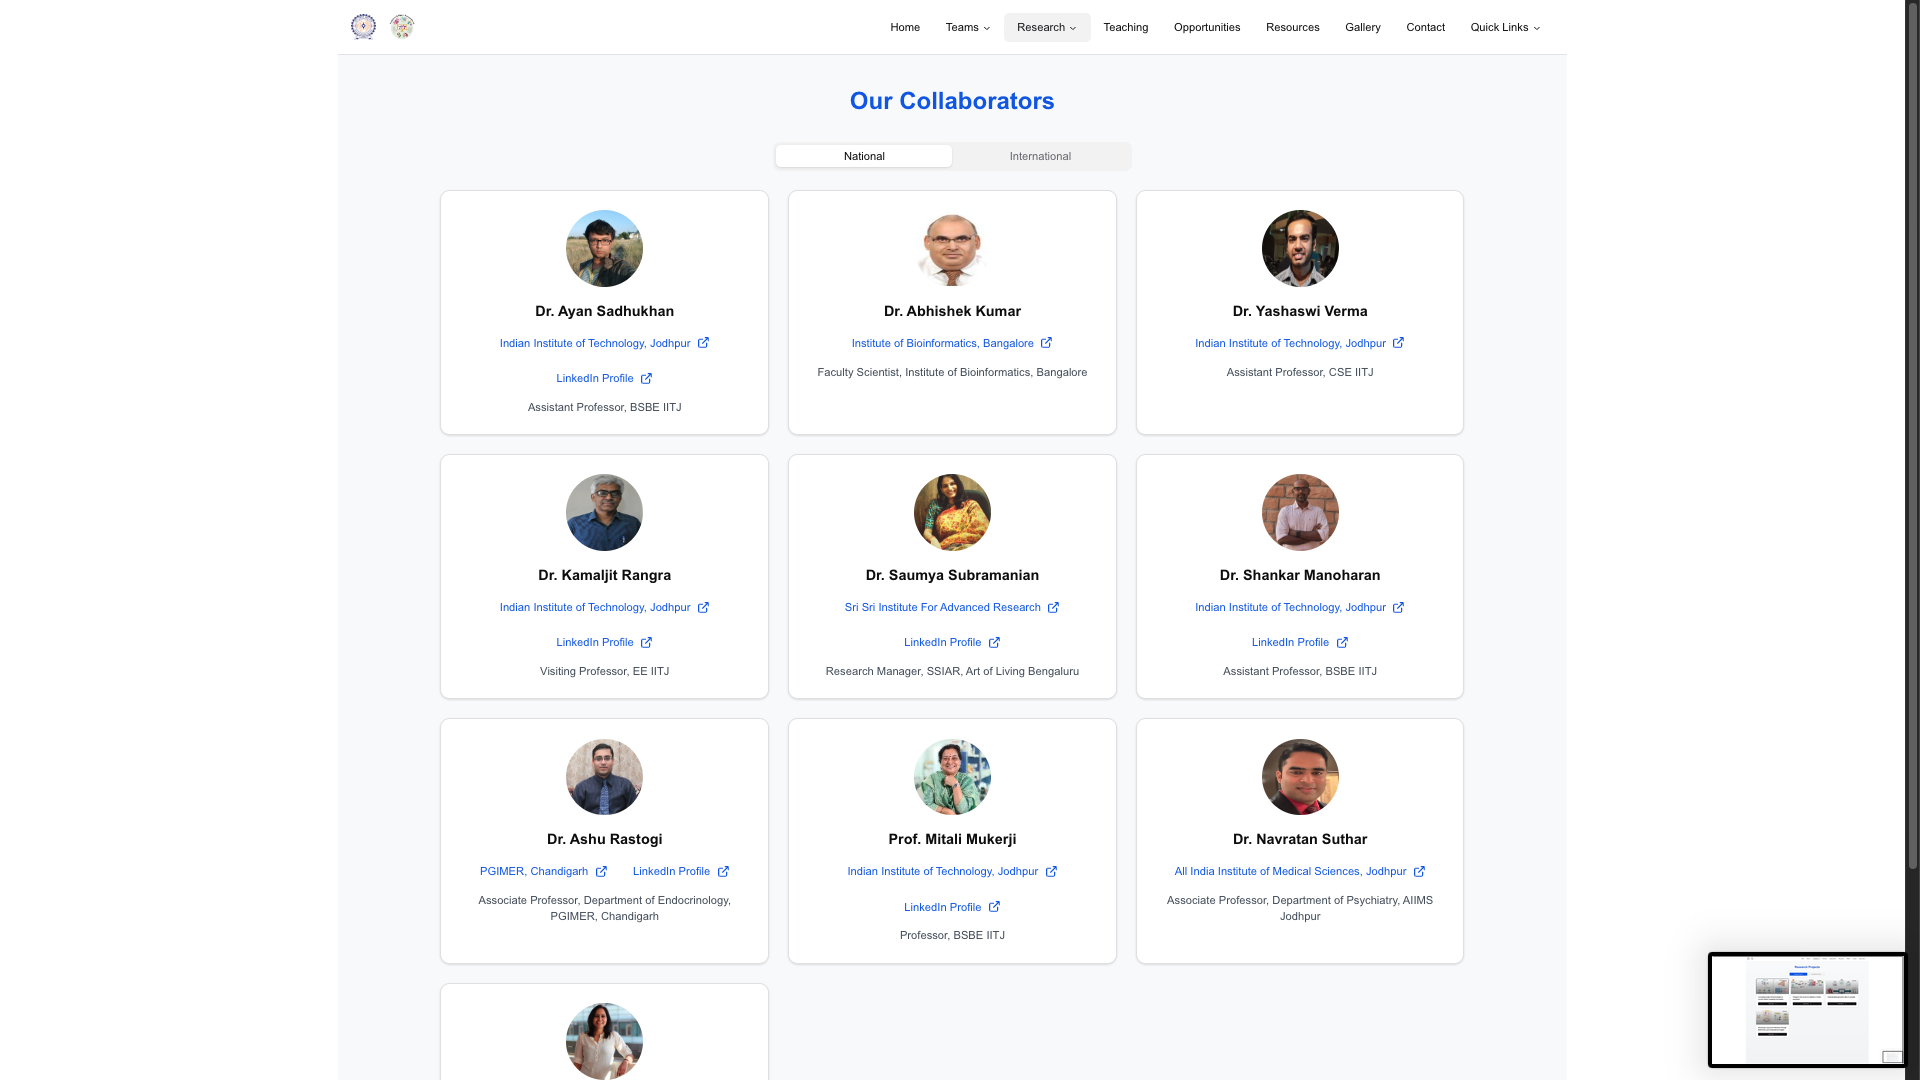 Home Teams Research Teaching Opportunities Resources Gallery Contact Quick Links
Our Collaborators
National International
Dr. Ayan Sadhukhan
Indian Institute of Technology, Jodhpur
LinkedIn Profile
Assistant Professor, BSBE IITJ
Dr. Abhishek Kumar
Institute of Bioinformatics, Bangalore
Faculty Scientist, Institute of Bioinformatics, Bangalore
Dr. Yashaswi Verma
Indian Institute of Technology, Jodhpur
Assistant Professor, CSE IITJ
Dr. Kamaljit Rangra
Indian Institute of Technology, Jodhpur
LinkedIn Profile
Visiting Professor, EE IITJ
Dr. Saumya Subramanian
Sri Sri Institute For Advanced Research
LinkedIn Profile
Research Manager, SSIAR, Art of Living Bengaluru
Dr. Shankar Manoharan
Indian Institute of Technology, Jodhpur
LinkedIn Profile
Assistant Professor, BSBE IITJ
Dr. Ashu Rastogi
PGIMER, Chandigarh LinkedIn Profile
Associate Professor, Department of Endocrinology,
PGIMER, Chandigarh
Prof. Mitali Mukerji
Indian Institute of Technology, Jodhpur
LinkedIn Profile
Professor, BSBE IITJ
Dr. Navratan Suthar
All India Institute of Medical Sciences, Jodhpur
Associate Professor, Department of Psychiatry, AIIMS
Jodhpur
Research Projects